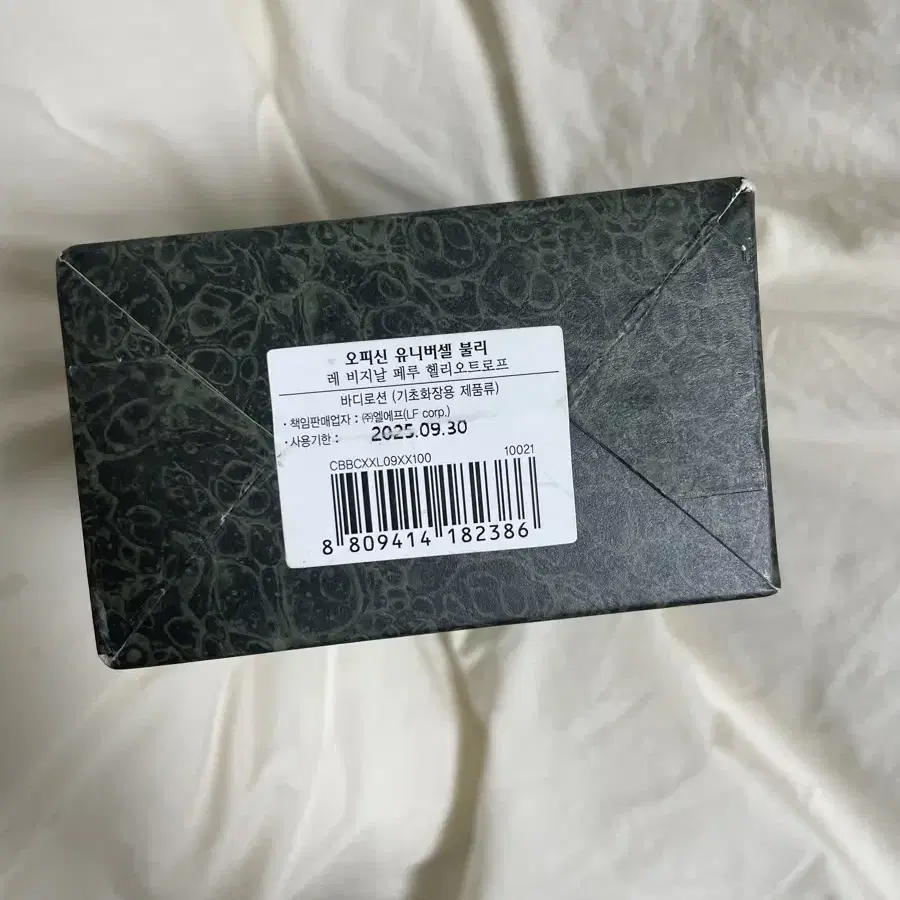 오피신 유니버셀 불리
레 비지날 페루 헬리오트로프
바디로션 (기초화장용 제품류)
· 책임판매업자 : ㈜엘에프(LF corp.)
· 사용기한 : 2025.09.30
CBBCXXL09XX100 10021
8 809414 182386